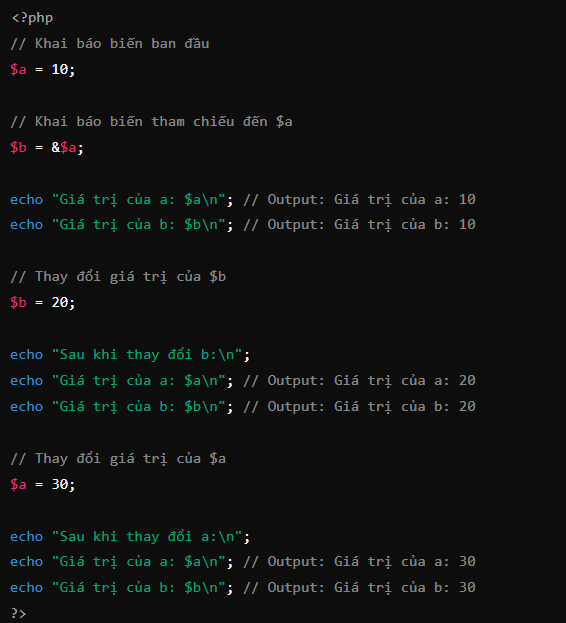 <?php
// Khai báo biến ban đầu
$a = 10;
// Khai báo biến tham chiếu đến $a
$b = &$a;
echo "Giá trị của a: $a\n"; // Output: Giá trị của a: 10
echo "Giá trị của b: $b\n"; // Output: Giá trị của b: 10
// Thay đổi giá trị của $b
$b = 20;
echo "Sau khi thay đổi b:\n";
echo "Giá trị của a: $a\n"; // Output: Giá trị của a: 20
echo "Giá trị của b: $b\n"; // Output: Giá trị của b: 20
// Thay đổi giá trị của $a
$a = 30;
echo "Sau khi thay đổi a:\n";
echo "Giá trị của a: $a\n"; // Output: Giá trị của a: 30
echo "Giá trị của b: $b\n"; // Output: Giá trị của b: 30
?>